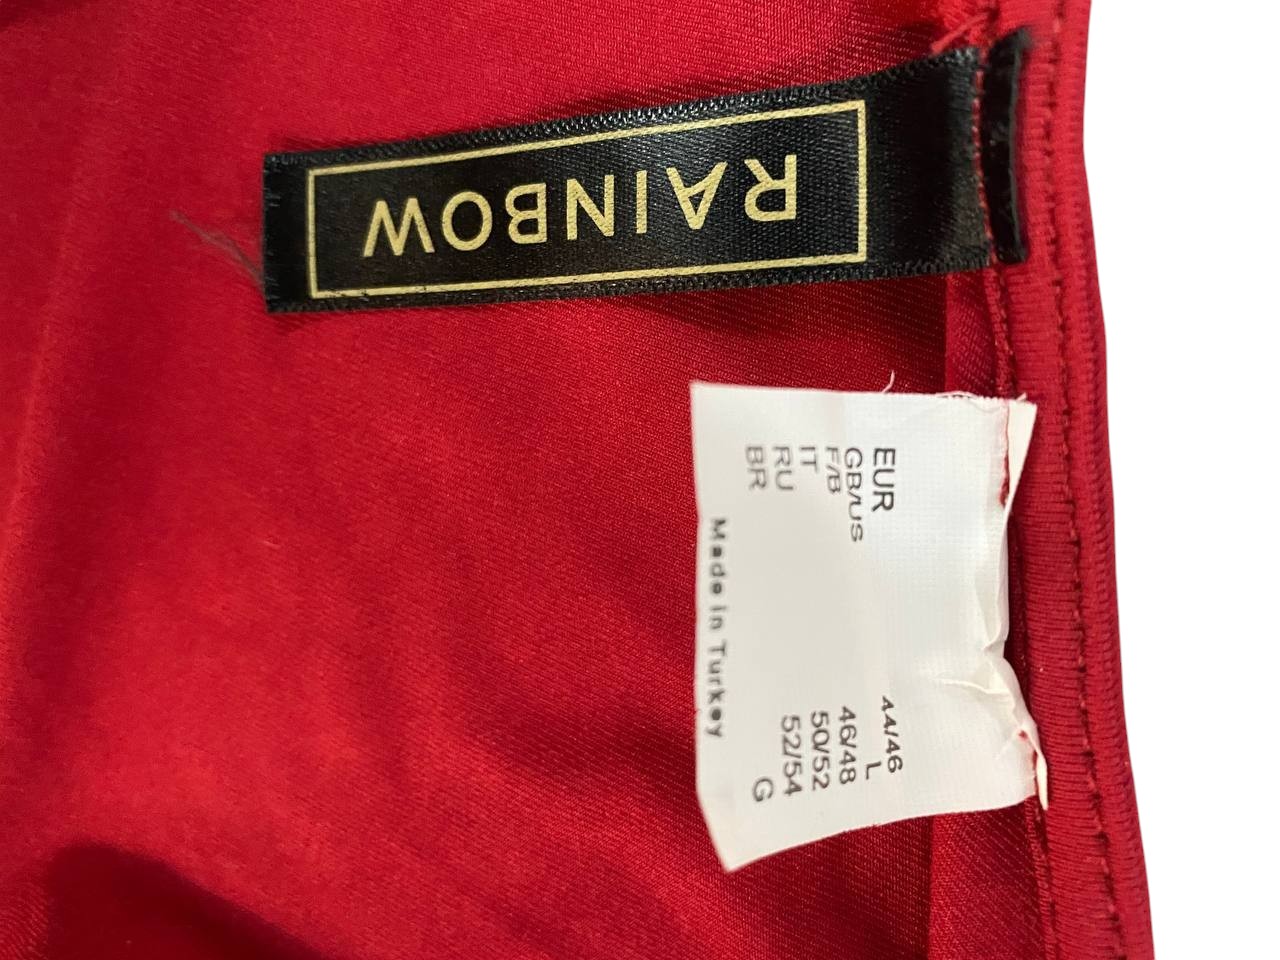 RAINBOW
EUR 44/46
GB/US L
F/B 46/48
IT 50/52
RU 52/54
BR G
Made in Turkey